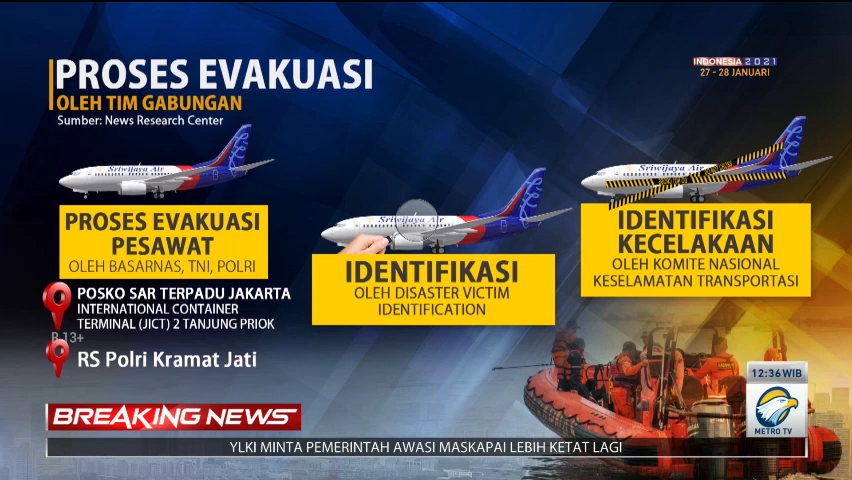 PROSES EVAKUASI
OLEH TIM GABUNGAN
Sumber: News Research Center
INDONESIA 2021
27 - 28 JANUARI
Sriwijaya Air
PROSES EVAKUASI
PESAWAT
OLEH BASARNAS, TNI, POLRI
Sriwijaya Air
IDENTIFIKASI
OLEH DISASTER VICTIM
IDENTIFICATION
Sriwijaya Air
IDENTIFIKASI
KECELAKAAN
OLEH KOMITE NASIONAL
KESELAMATAN TRANSPORTASI
POSKO SAR TERPADU JAKARTA
INTERNATIONAL CONTAINER
TERMINAL (JICT) 2 TANJUNG PRIOK
R 13+
RS Polri Kramat Jati
12:36 WIB
METRO TV
BREAKING NEWS
YLKI MINTA PEMERINTAH AWASI MASKAPAI LEBIH KETAT LAGI